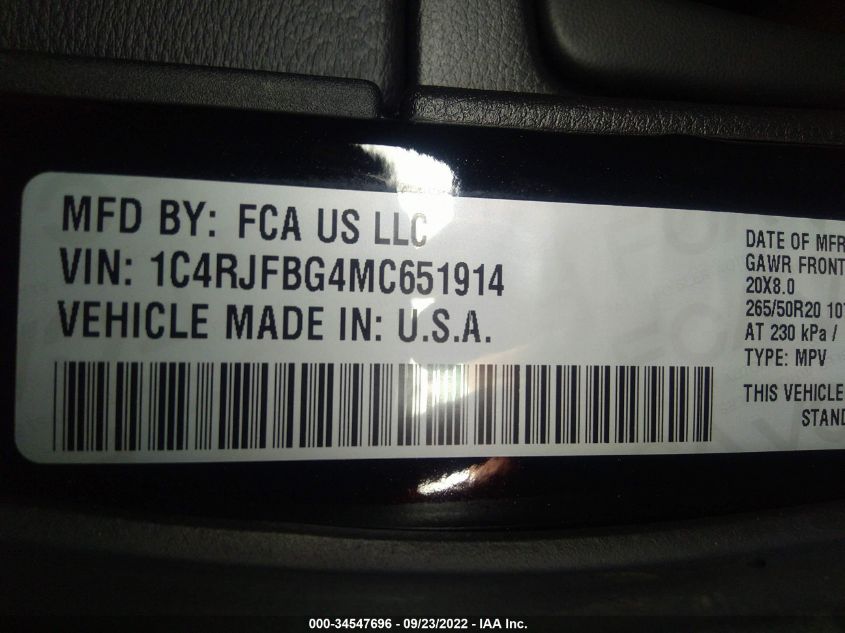 MFD BY: FCA US LLC
VIN: 1C4RJFBG4MC651914
VEHICLE MADE IN: U.S.A.
DATE OF MFR
GAWR FRONT
20X8.0
265/50R20 10
AT 230 kPa /
TYPE: MPV
THIS VEHICLE
STAND
000-34547696 - 09/23/2022 - IAA Inc.